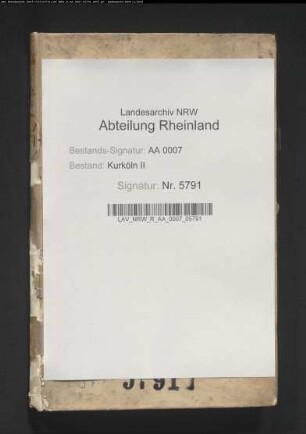 Landesarchiv NRW
Abteilung Rheinland
Bestands-Signatur: AA 0007
Bestand: Kurköln II
Signatur: Nr. 5791
LAV_NRW_R_AA_0007_05791